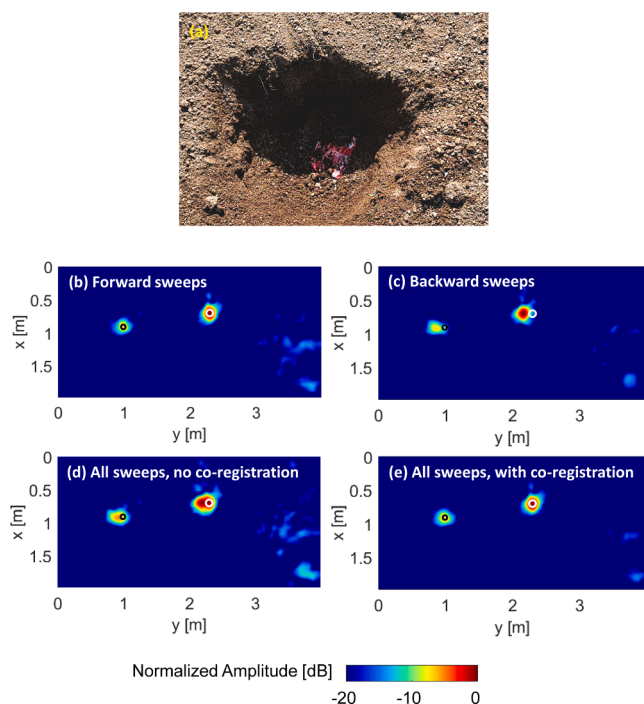 (a)
(b) Forward sweeps
(c) Backward sweeps
0
0.5
1
1.5
x [m]
0 1 2 3
y [m]
0
0.5
1
1.5
x [m]
0 1 2 3
y [m]
(d) All sweeps, no co-registration
(e) All sweeps, with co-registration
0
0.5
1
1.5
x [m]
0 1 2 3
y [m]
0
0.5
1
1.5
x [m]
0 1 2 3
y [m]
Normalized Amplitude [dB]
-20 -10 0